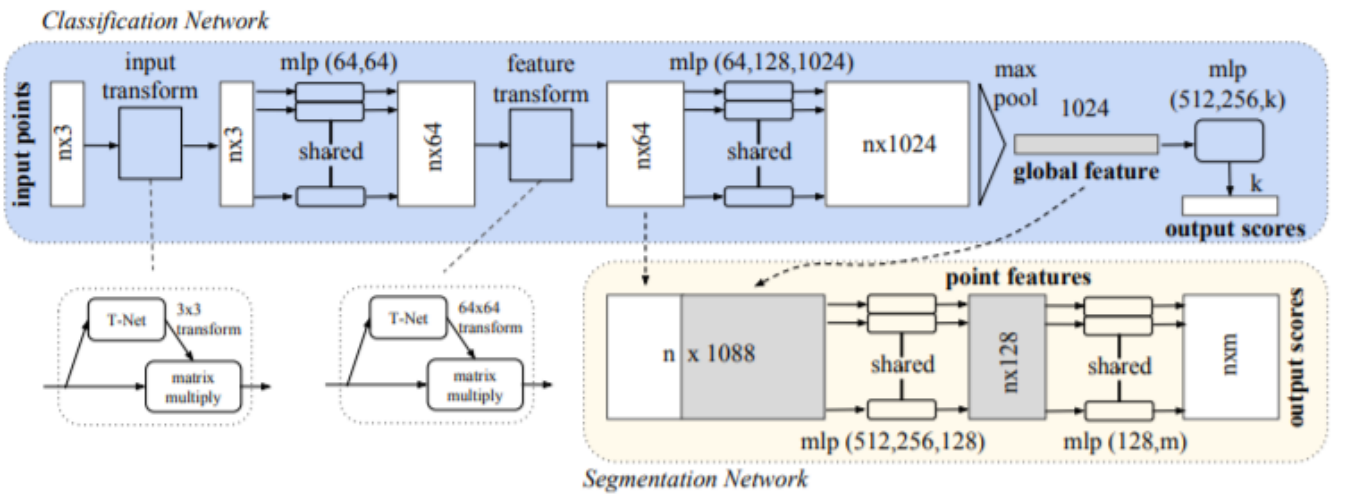 Classification Network
input points
nx3
input
transform
nx3
mlp (64,64)
shared
nx64
feature
transform
nx64
mlp (64,128,1024)
shared
nx1024
max
pool
1024
global feature
mlp
(512,256,k)
k
output scores
T-Net
3x3
transform
matrix
multiply
T-Net
64x64
transform
matrix
multiply
point features
n x 1088
shared
mlp (512,256,128)
nx128
shared
mlp (128,m)
nxm
output scores
Segmentation Network